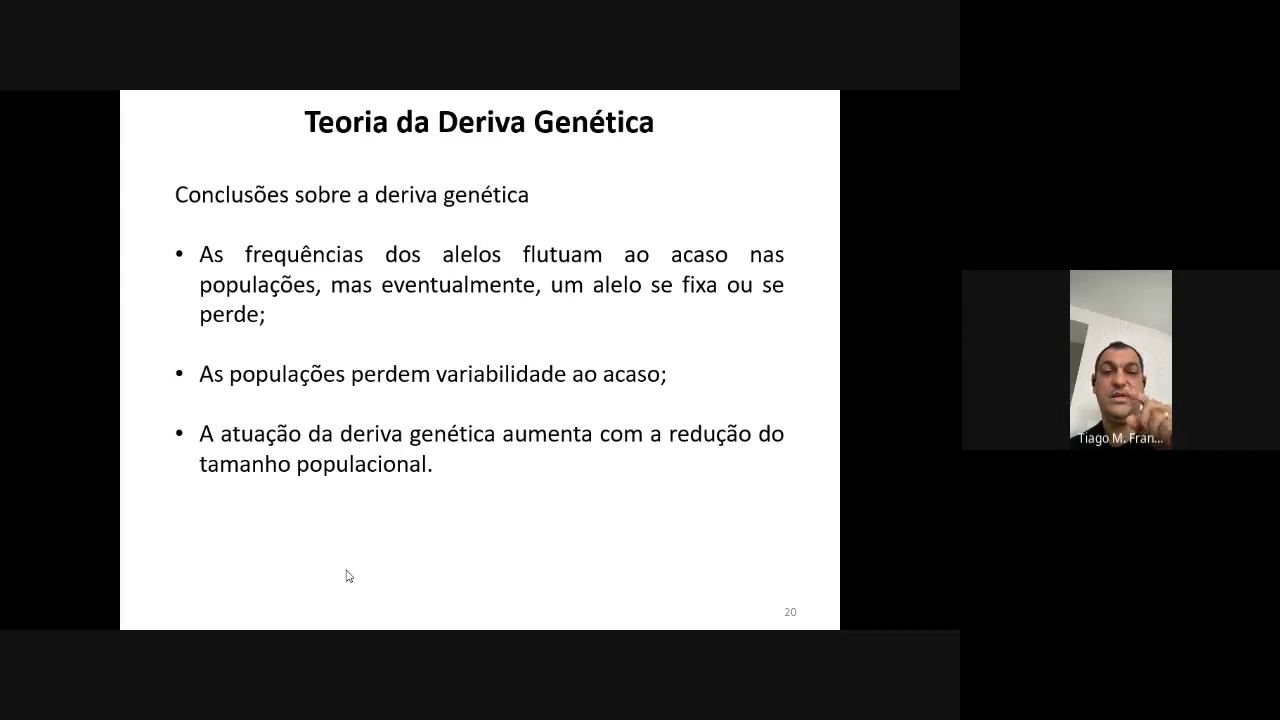 Teoria da Deriva Genética
Conclusões sobre a deriva genética
• As frequências dos alelos flutuam ao acaso nas
populações, mas eventualmente, um alelo se fixa ou se
perde;
• As populações perdem variabilidade ao acaso;
• A atuação da deriva genética aumenta com a redução do
tamanho populacional.
20
Tiago M. Fran...